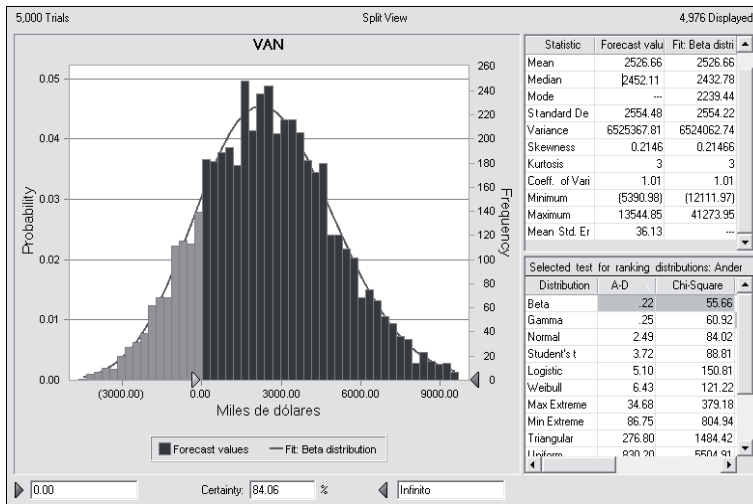 5,000 Trials Split View 4,976 Displayed
VAN
0.05
0.04
0.03
0.02
0.01
0.00
Probability
260
240
220
200
180
160
140
120
100
80
60
40
20
0
Frequency
(3000.00) 0.00 3000.00 6000.00 9000.00
Miles de dólares
Forecast values Fit: Beta distribution
0.00 Certainty: 84.06 % Infinito
Statistic Forecast valu Fit: Beta distri
Mean 2526.66 2526.66
Median 2452.11 2432.78
Mode --- 2239.44
Standard De 2554.48 2554.22
Variance 6525367.81 6524062.74
Skewness 0.2146 0.21466
Kurtosis 3 3
Coeff. of Vari 1.01 1.01
Minimum (5390.98) (12111.97)
Maximum 13544.85 41273.95
Mean Std. Er 36.13 ---
Selected test for ranking distributions: Ander
Distribution A-D Chi-Square
Beta .22 55.66
Gamma .25 60.92
Normal 2.49 84.02
Student's t 3.72 88.81
Logistic 5.10 150.81
Weibull 6.43 121.22
Max Extreme 34.68 379.18
Min Extreme 86.75 804.94
Triangular 276.80 1484.42
Uniform 830.20 5504.91